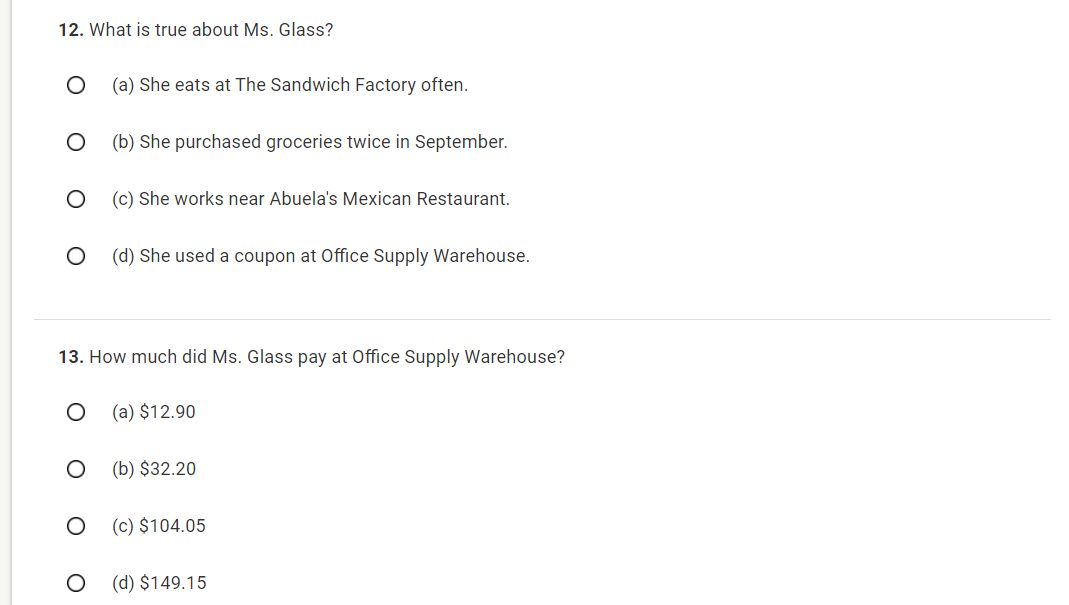 12. What is true about Ms. Glass?
(a) She eats at The Sandwich Factory often.
(b) She purchased groceries twice in September.
(c) She works near Abuela's Mexican Restaurant.
(d) She used a coupon at Office Supply Warehouse.
13. How much did Ms. Glass pay at Office Supply Warehouse?
(a) $12.90
(b) $32.20
(c) $104.05
(d) $149.15